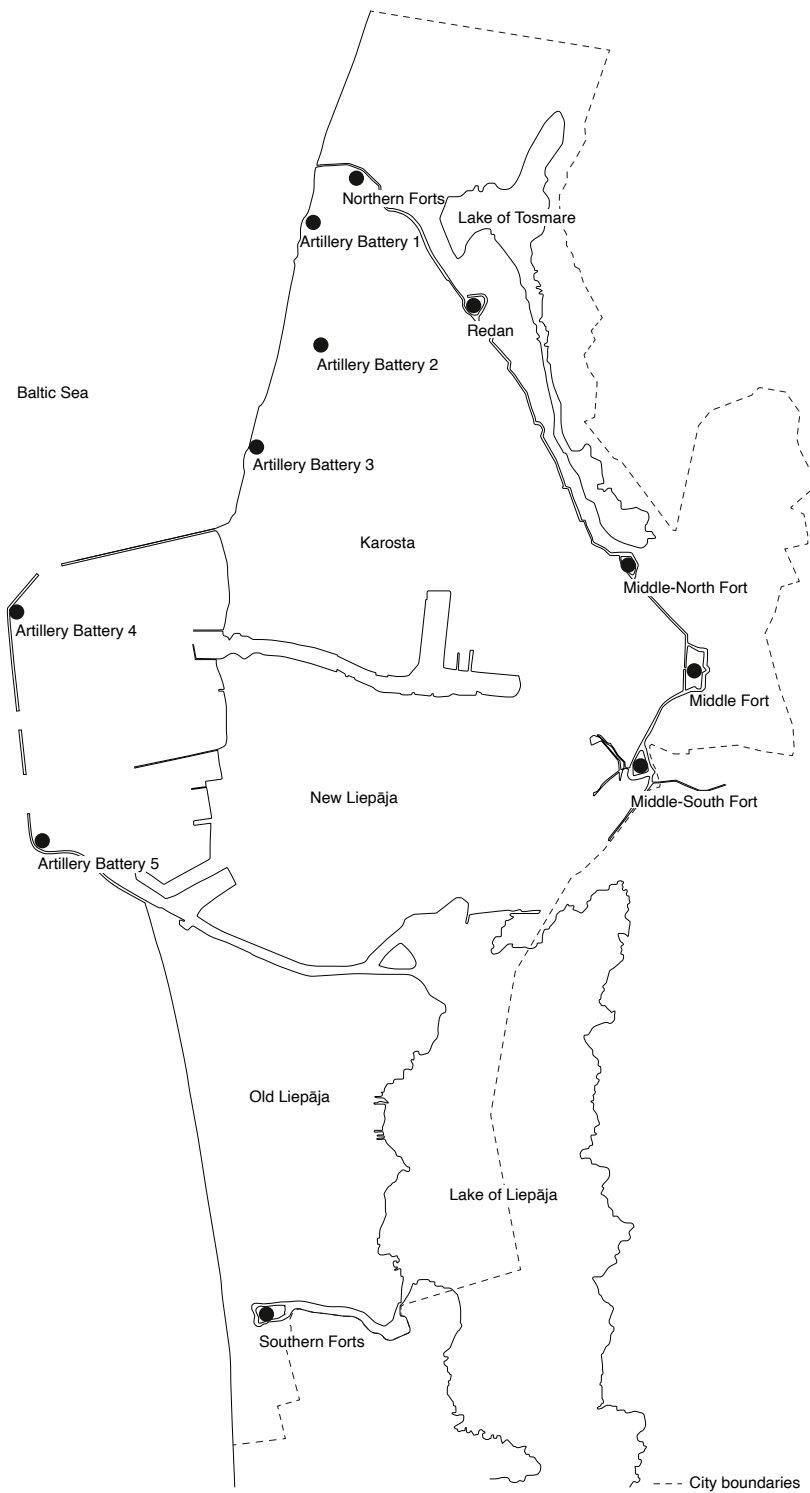 Northern Forts
Lake of Tosmare
Artillery Battery 1
Redan
Artillery Battery 2
Baltic Sea
Artillery Battery 3
Karosta
Middle-North Fort
Artillery Battery 4
Middle Fort
New Liepāja
Middle-South Fort
Artillery Battery 5
Old Liepāja
Lake of Liepāja
Southern Forts
City boundaries